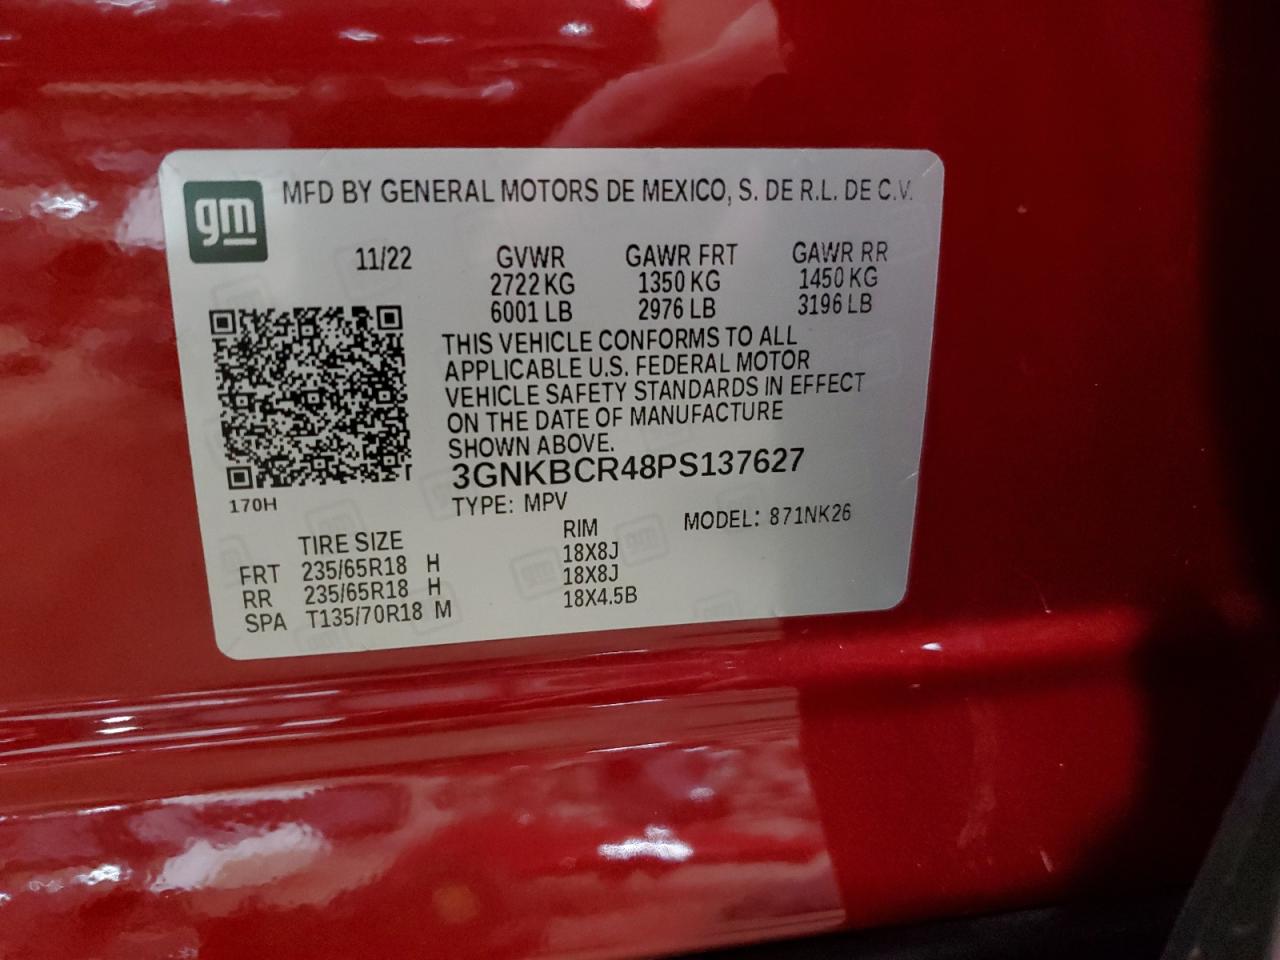 gm
MFD BY GENERAL MOTORS DE MEXICO, S. DE R.L. DE C.V.
11/22 GVWR GAWR FRT GAWR RR
2722 KG 1350 KG 1450 KG
6001 LB 2976 LB 3196 LB
THIS VEHICLE CONFORMS TO ALL
APPLICABLE U.S. FEDERAL MOTOR
VEHICLE SAFETY STANDARDS IN EFFECT
ON THE DATE OF MANUFACTURE
SHOWN ABOVE.
3GNKBCR48PS137627
170H
TYPE: MPV MODEL: 871NK26
TIRE SIZE RIM
FRT 235/65R18 H 18X8J
RR 235/65R18 H 18X8J
SPA T135/70R18 M 18X4.5B